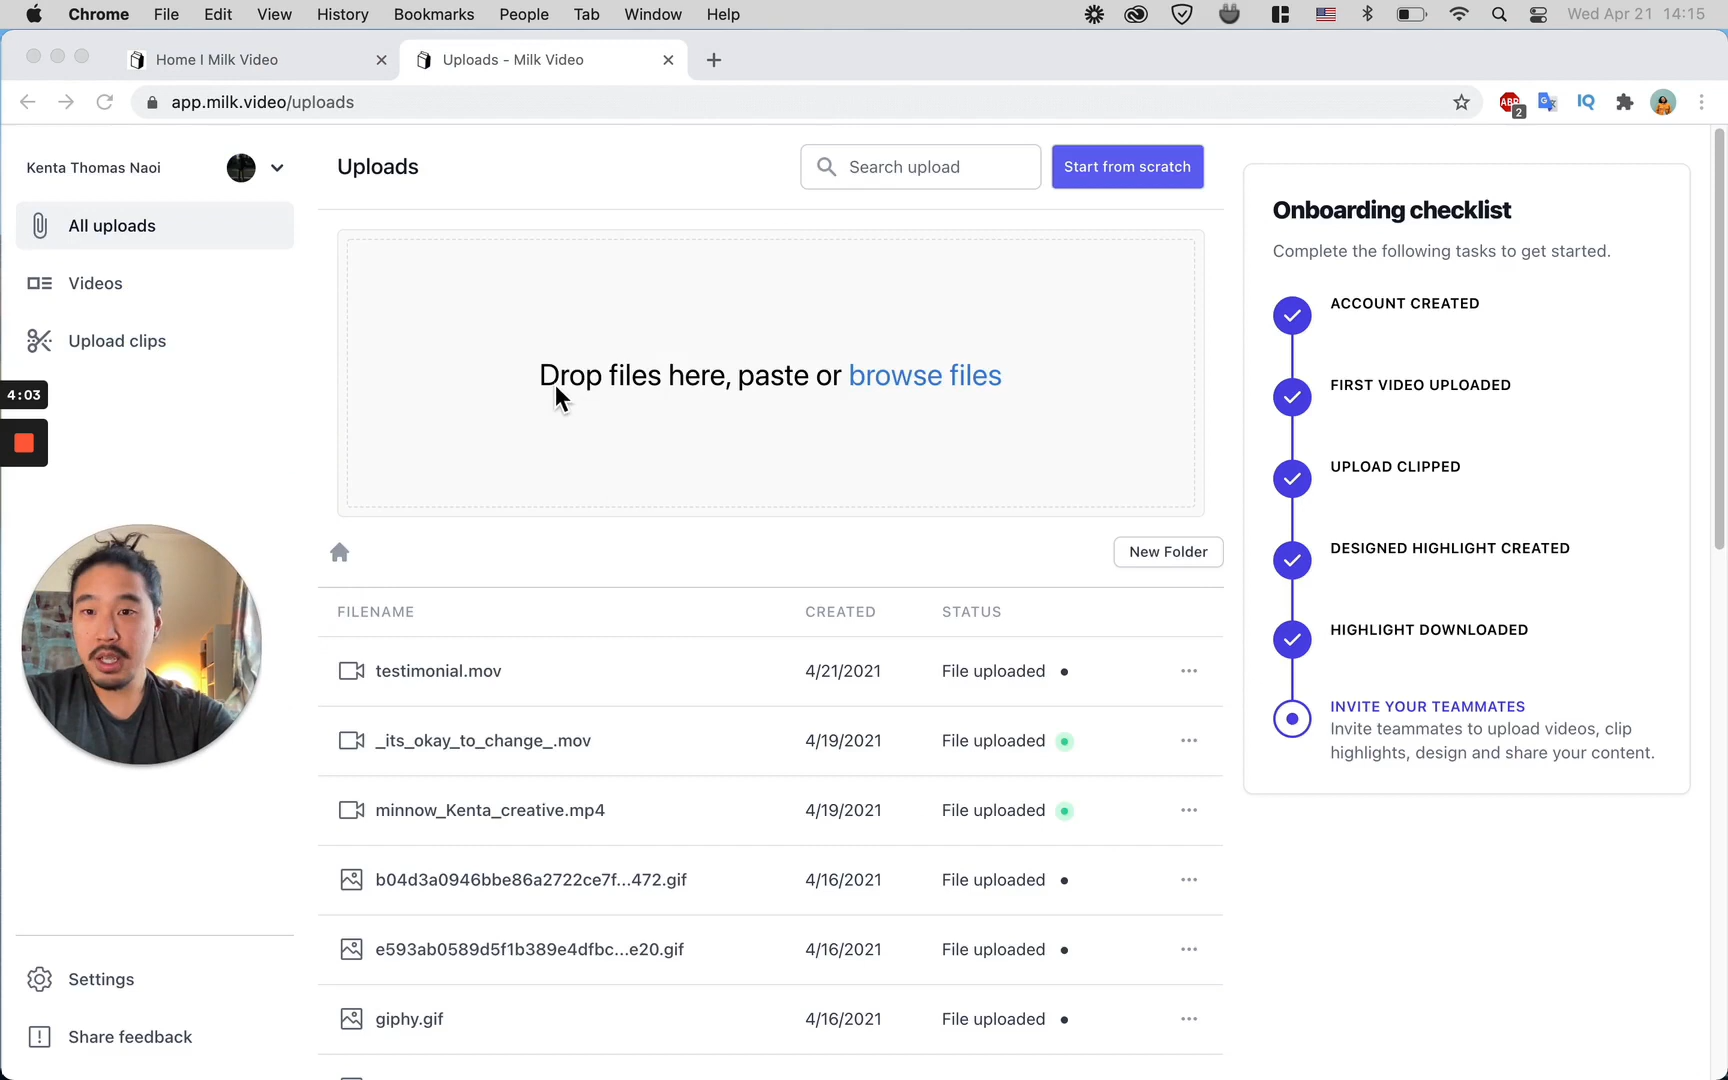 Chrome File Edit View History Bookmarks People Tab Window Help Wed Apr 21 14:15
Home I Milk Video
Uploads - Milk Video
app.milk.video/uploads
ABP
2
IQ
Kenta Thomas Naoi
Uploads
Search upload
Start from scratch
All uploads
Videos
Upload clips
4:03
Drop files here, paste or browse files
New Folder
FILENAME CREATED STATUS
testimonial.mov 4/21/2021 File uploaded
_its_okay_to_change_.mov 4/19/2021 File uploaded
minnow_Kenta_creative.mp4 4/19/2021 File uploaded
b04d3a0946bbe86a2722ce7f...472.gif 4/16/2021 File uploaded
e593ab0589d5f1b389e4dfbc...e20.gif 4/16/2021 File uploaded
giphy.gif 4/16/2021 File uploaded
Settings
Share feedback
Onboarding checklist
Complete the following tasks to get started.
ACCOUNT CREATED
FIRST VIDEO UPLOADED
UPLOAD CLIPPED
DESIGNED HIGHLIGHT CREATED
HIGHLIGHT DOWNLOADED
INVITE YOUR TEAMMATES
Invite teammates to upload videos, clip
highlights, design and share your content.